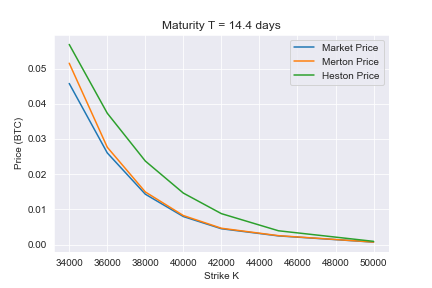 Maturity T = 14.4 days
Market Price
Merton Price
Heston Price
Price (BTC)
0.05
0.04
0.03
0.02
0.01
0.00
34000 36000 38000 40000 42000 44000 46000 48000 50000
Strike K